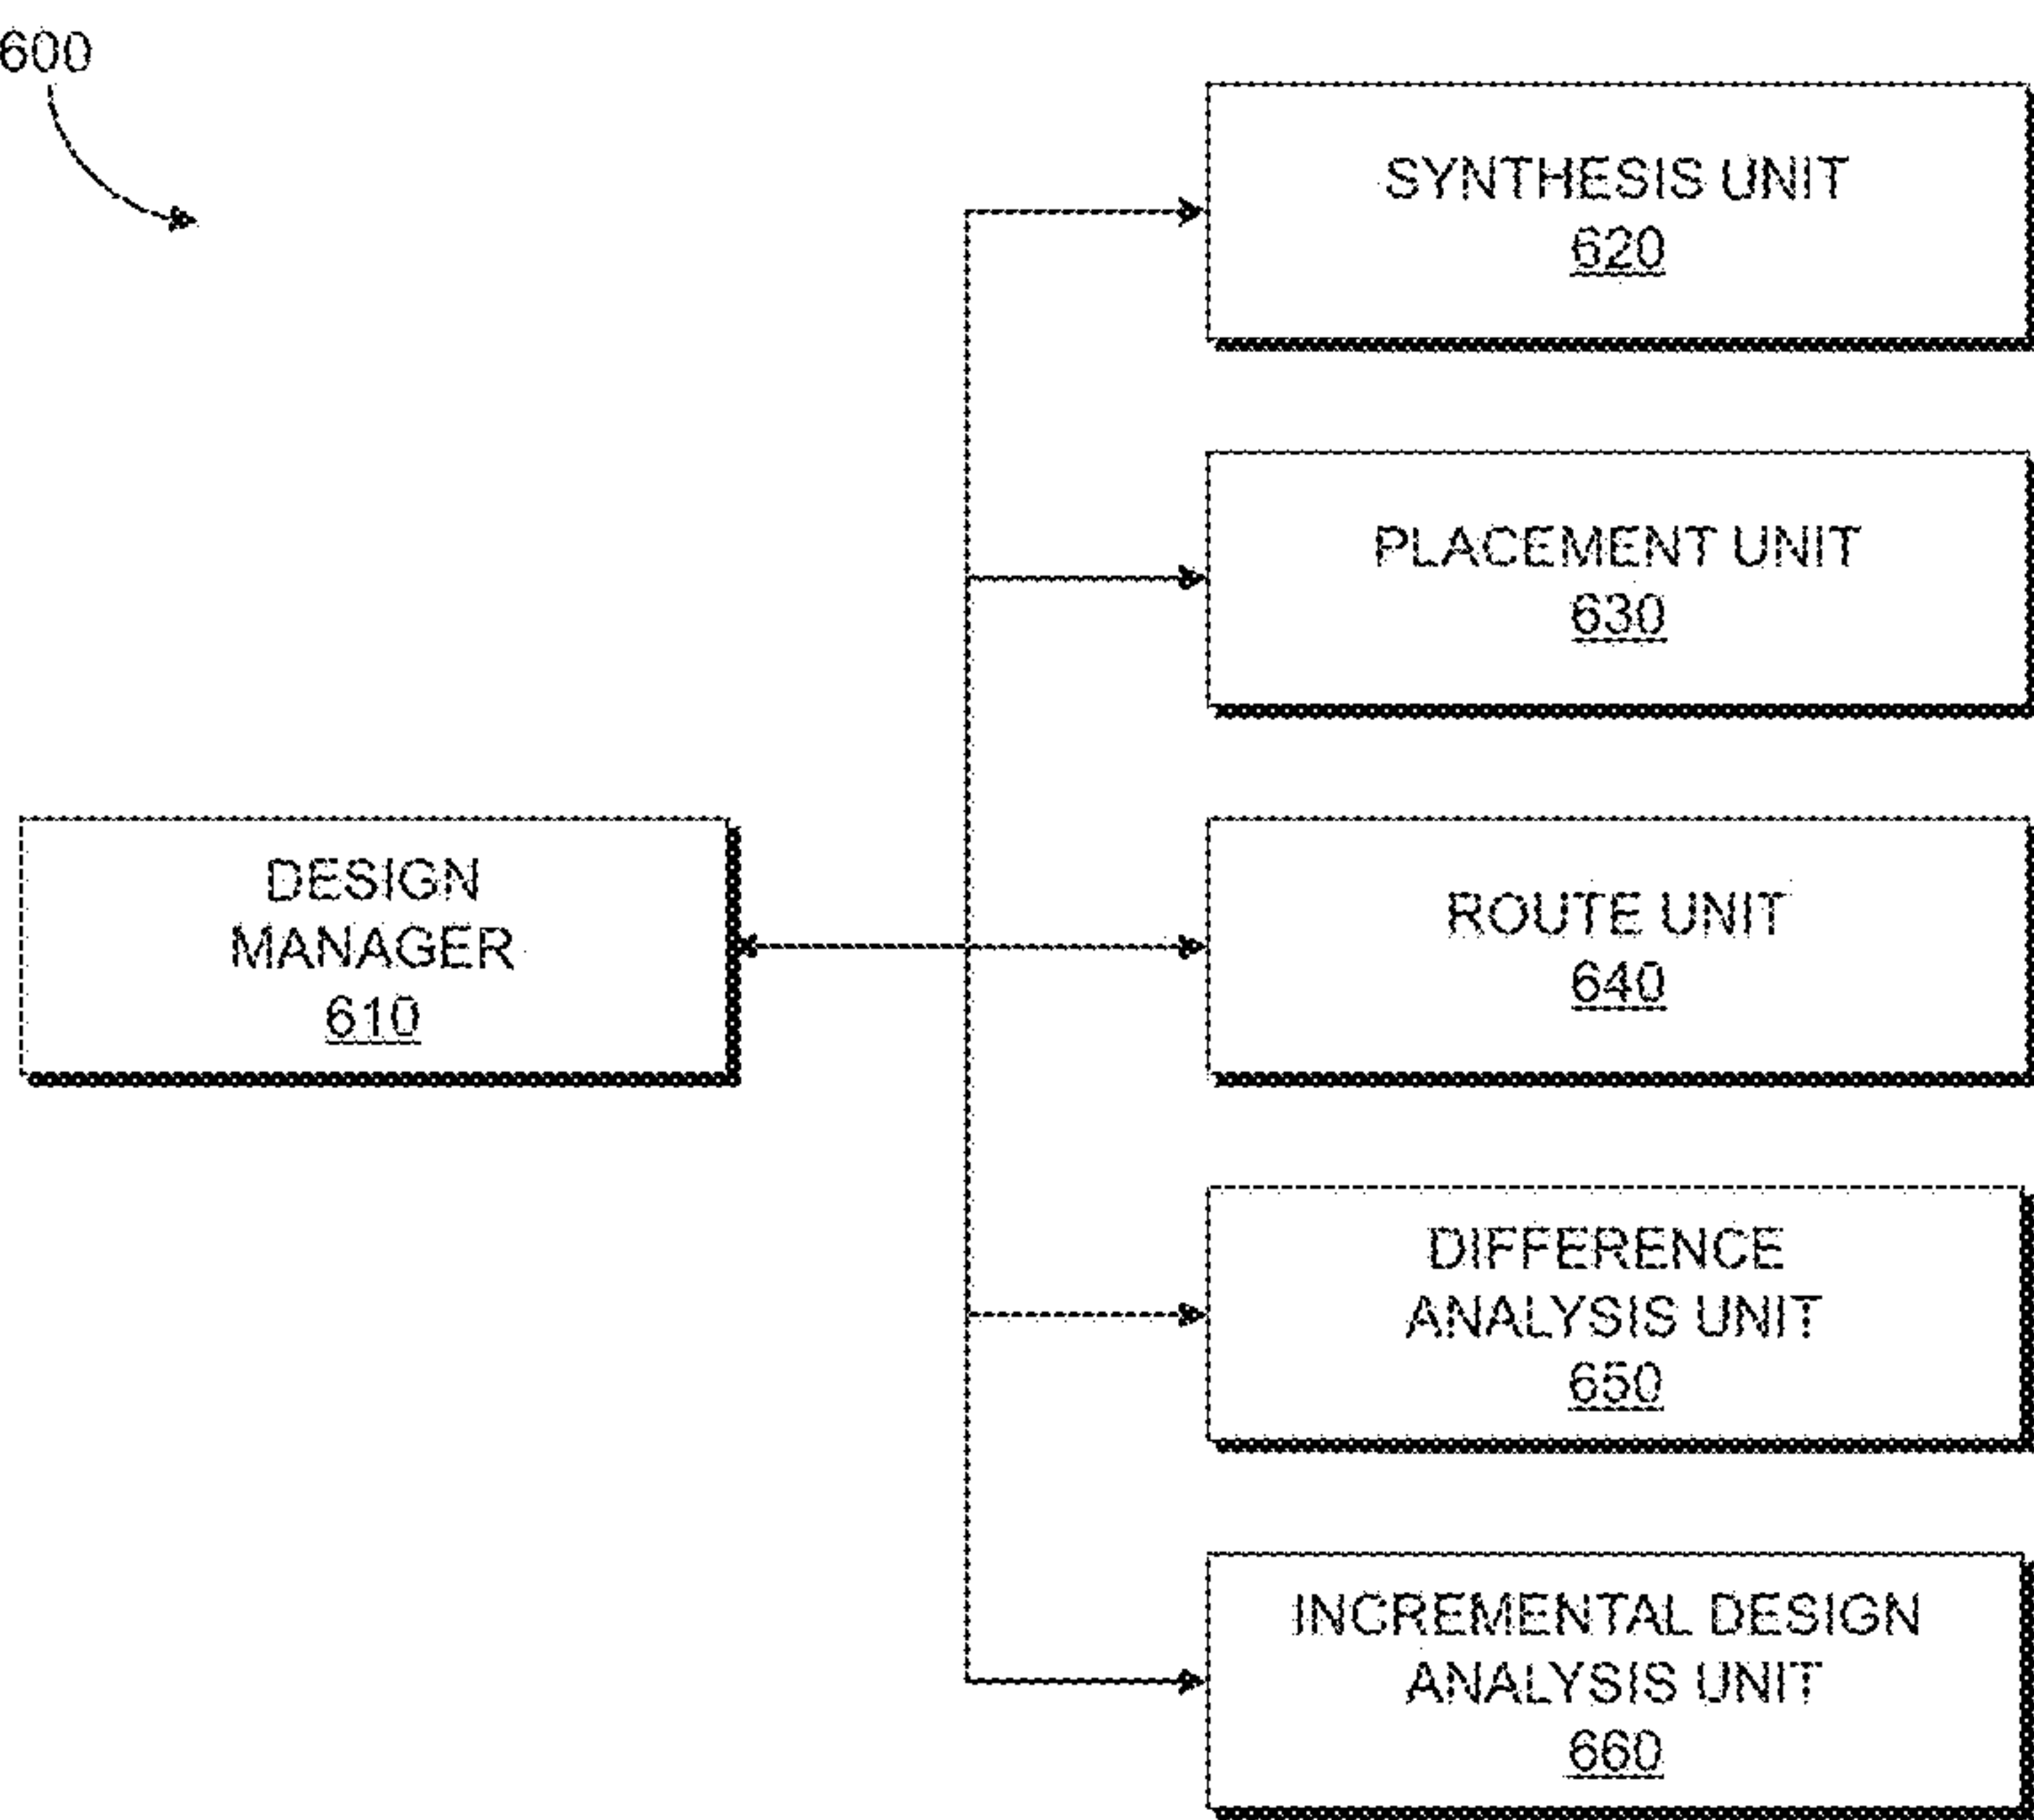 600
SYNTHESIS UNIT
620
PLACEMENT UNIT
630
DESIGN
MANAGER
610
ROUTE UNIT
640
DIFFERENCE
ANALYSIS UNIT
650
INCREMENTAL DESIGN
ANALYSIS UNIT
660